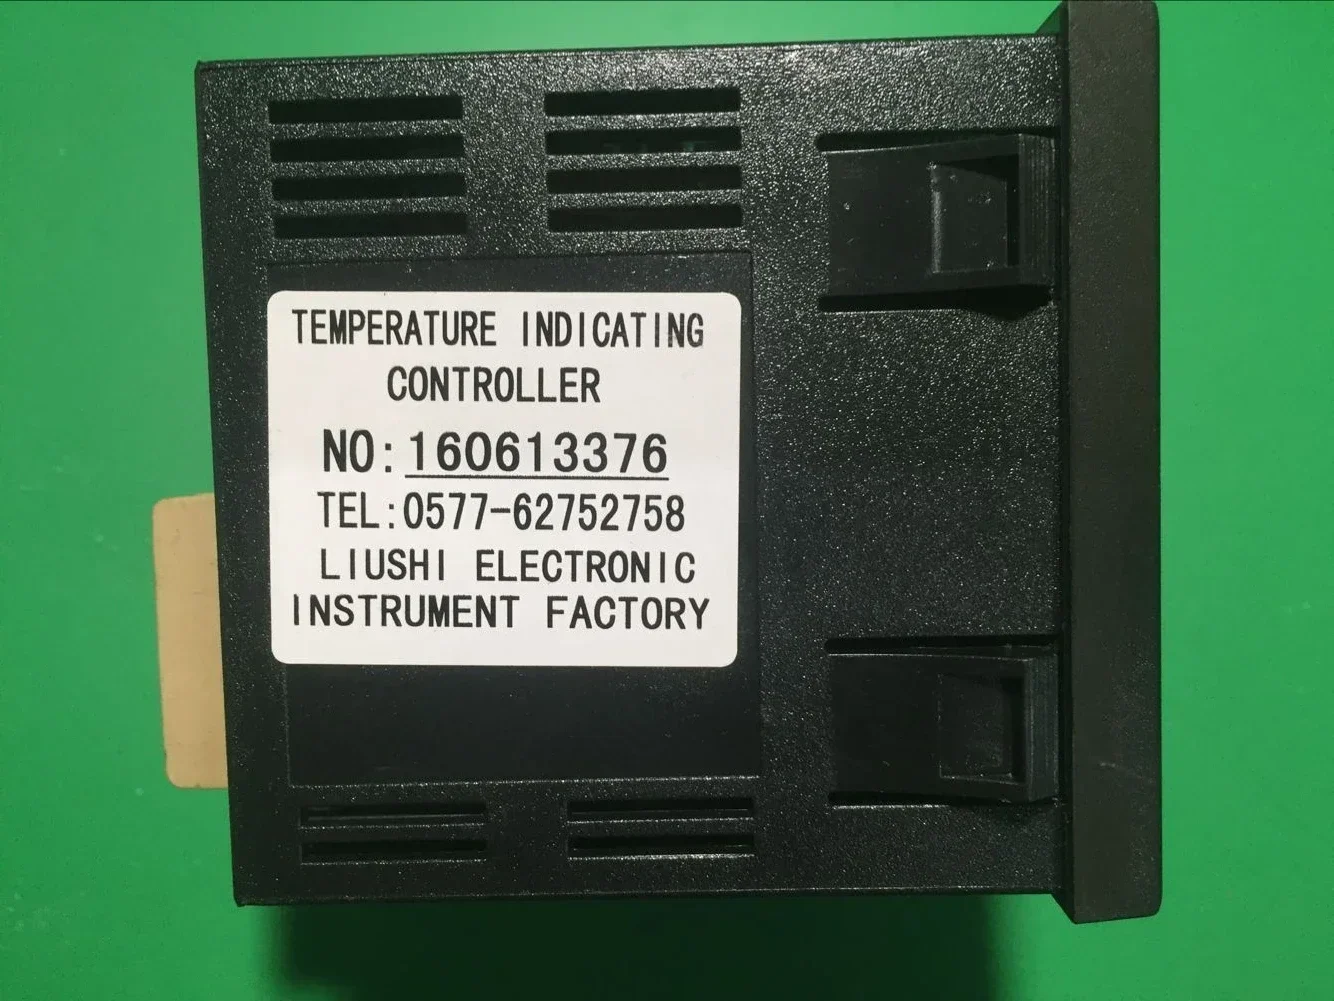 TEMPERATURE INDICATING
CONTROLLER
NO:160613376
TEL:0577-62752758
LIUSHI ELECTRONIC
INSTRUMENT FACTORY